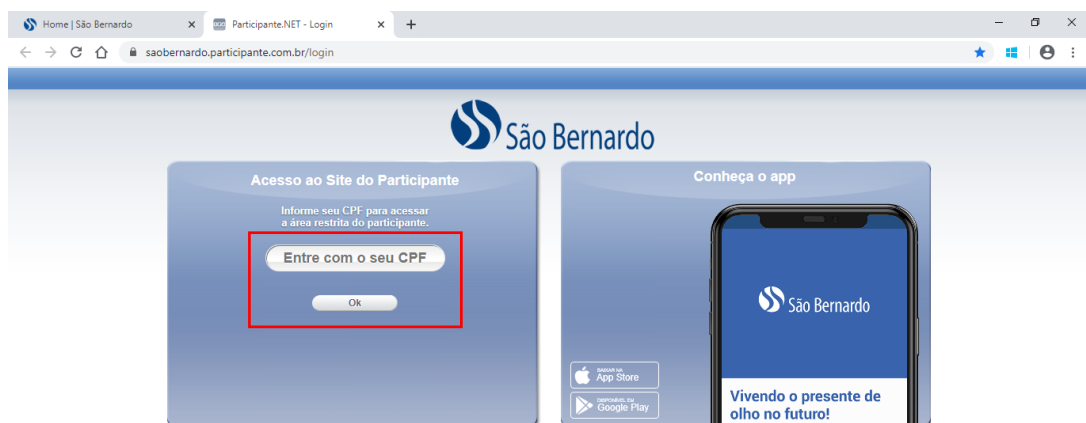 Home | São Bernardo
Participante.NET - Login
saobernardo.participante.com.br/login
São Bernardo
Acesso ao Site do Participante
Informe seu CPF para acessar
a área restrita do participante.
Entre com o seu CPF
Ok
Conheça o app
São Bernardo
BAIXAR NA
App Store
DISPONÍVEL EM
Google Play
Vivendo o presente de
olho no futuro!